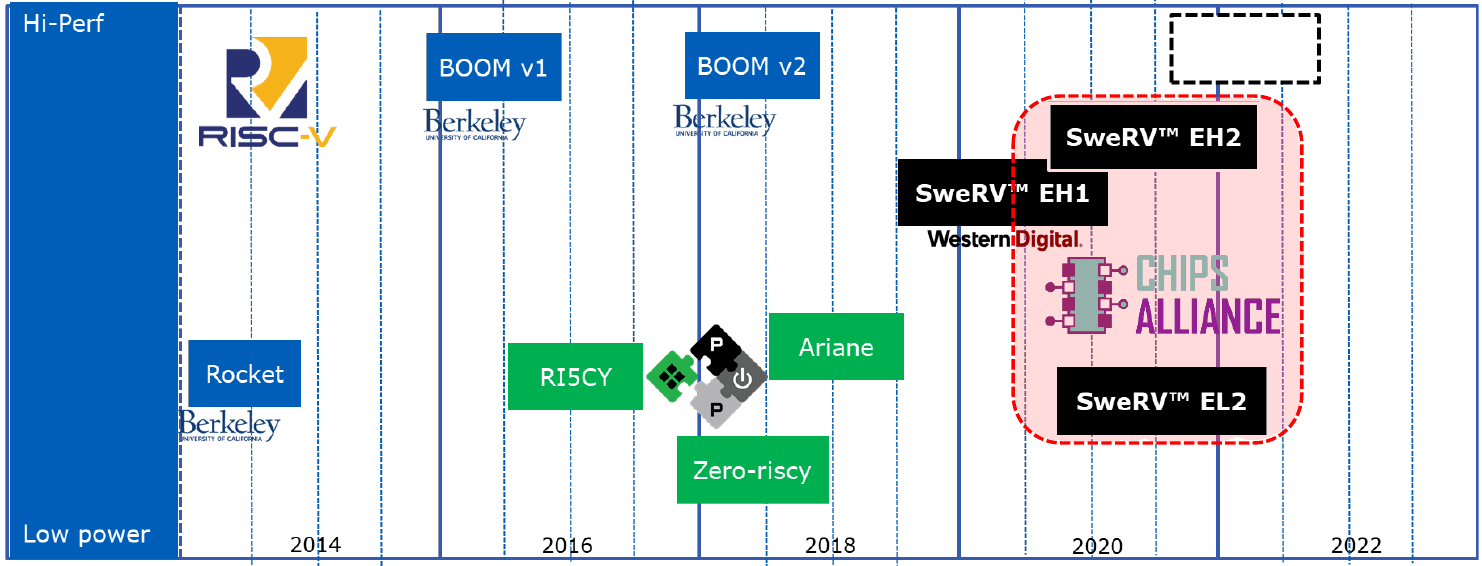 Hi-Perf
RISC-V
BOOM v1
Berkeley
UNIVERSITY OF CALIFORNIA
BOOM v2
Berkeley
UNIVERSITY OF CALIFORNIA
SweRV™ EH2
SweRV™ EH1
Western Digital.
CHIPS
ALLIANCE
Rocket
Berkeley
UNIVERSITY OF CALIFORNIA
RI5CY
P
P
Ariane
SweRV™ EL2
Zero-riscy
Low power
2014
2016
2018
2020
2022